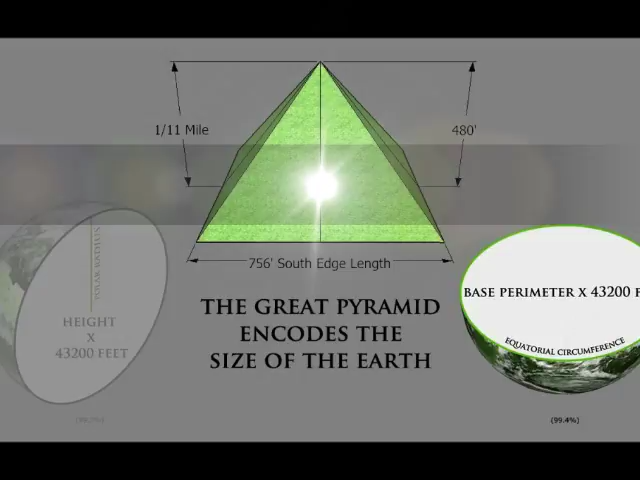 1/11 Mile
480'
756' South Edge Length
THE GREAT PYRAMID
ENCODES THE
SIZE OF THE EARTH
HEIGHT
X
43200 FEET
BASE PERIMETER X 43200 F
EQUATORIAL CIRCUMFERENCE
(99.4%)